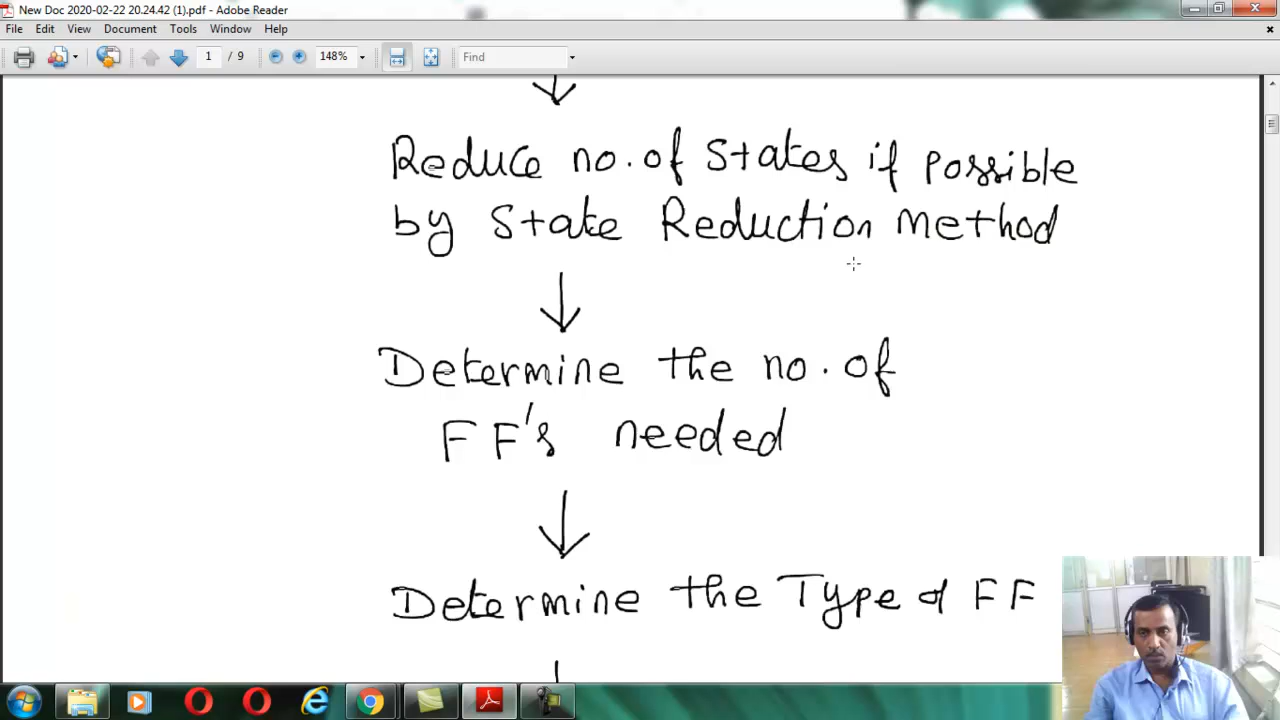 New Doc 2020-02-22 20.24.42 (1).pdf - Adobe Reader
File Edit View Document Tools Window Help
1 / 9 148% Find
Reduce no. of States if possible
by State Reduction Method
Determine the no. of
FF's needed
Determine the Type of FF